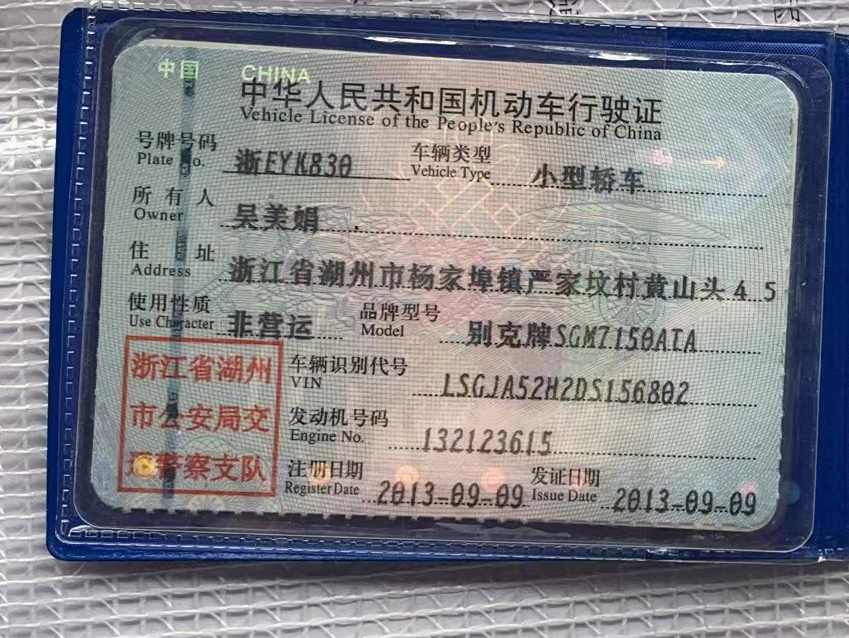 中国 CHINA
中华人民共和国机动车行驶证
Vehicle License of the People's Republic of China
号牌号码 浙EYK830 车辆类型 小型轿车
Plate No. Vehicle Type
所有人 吴美娟
Owner
住址 浙江省湖州市杨家埠镇严家坟村黄山头45
Address
使用性质 非营运 品牌型号 别克牌SGM7150ATA
Use Character Model
浙江省湖州
市公安局交
通警察支队
车辆识别代号 LSGJA52H2DS156802
VIN
发动机号码 132123615
Engine No.
注册日期 2013-09-09 发证日期 2013-09-09
Register Date Issue Date